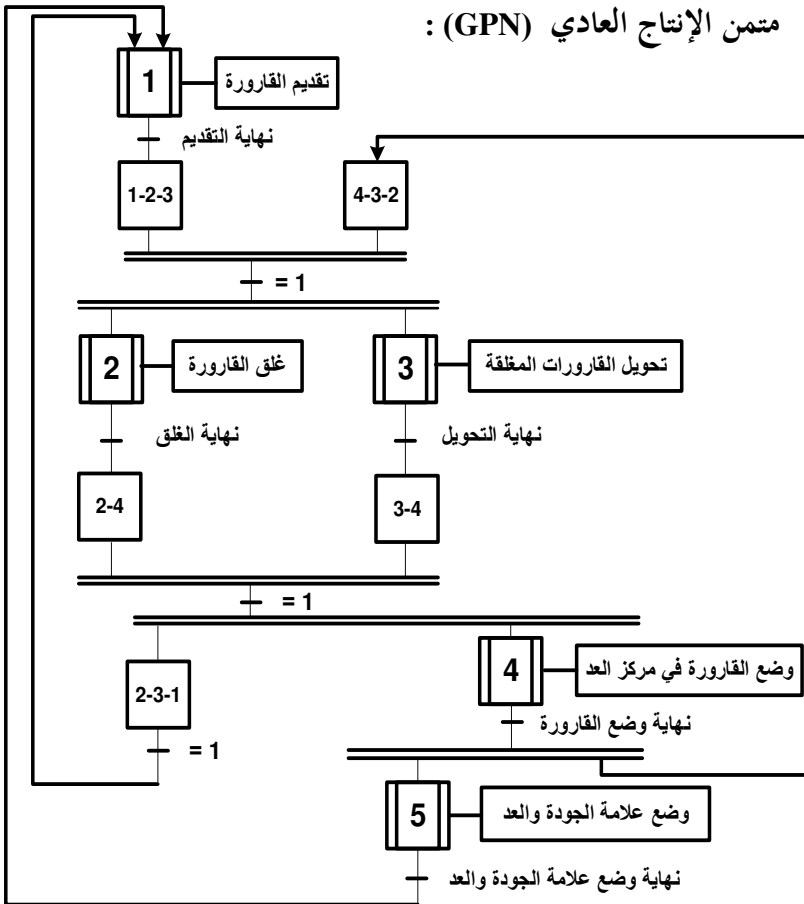 متمن الإنتاج العادي (GPN) :
1
تقديم القارورة
نهاية التقديم
1-2-3
4-3-2
= 1
2
غلق القارورة
3
تحويل القارورات المغلقة
نهاية الغلق
نهاية التحويل
2-4
3-4
= 1
4
وضع القارورة في مركز العد
2-3-1
نهاية وضع القارورة
= 1
5
وضع علامة الجودة والعد
نهاية وضع علامة الجودة والعد